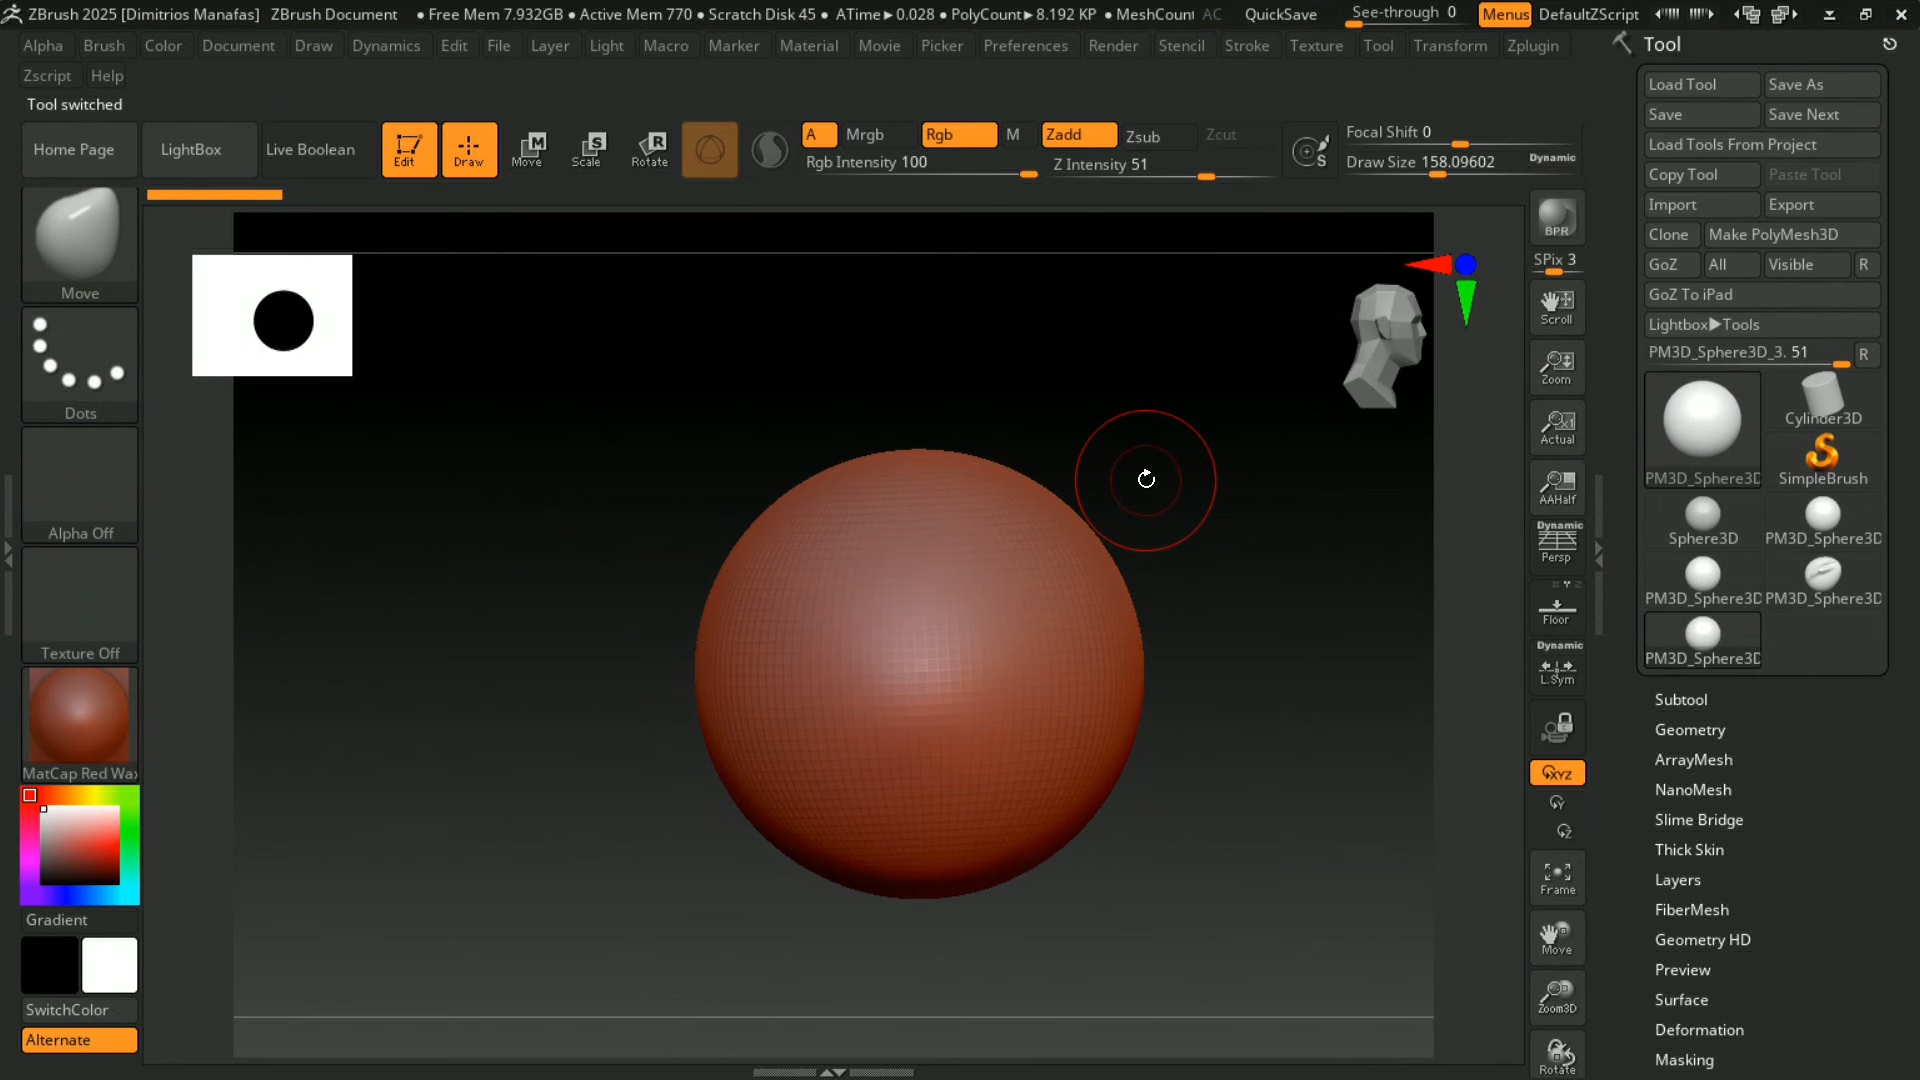 ZBrush 2025 [Dimitrios Manafas] ZBrush Document • Free Mem 7.932GB • Active Mem 770 • Scratch Disk 45 • ATime►0.028 • PolyCount►8.192 KP • MeshCount AC QuickSave See-through 0 Menus DefaultZScript
Alpha Brush Color Document Draw Dynamics Edit File Layer Light Macro Marker Material Movie Picker Preferences Render Stencil Stroke Texture Tool Transform Zplugin
Zscript Help
Tool switched
Home Page LightBox Live Boolean Edit Draw Move Scale Rotate
M S R
A Mrgb Rgb M Zadd Zsub Zcut
Rgb Intensity 100 Z Intensity 51
S
Focal Shift 0
Draw Size 158.09602 Dynamic
Move
Dots
Alpha Off
Texture Off
MatCap Red Wax
Gradient
SwitchColor
Alternate
BPR
SPix 3
Scroll
Zoom
Actual
AAHalf
Dynamic
Persp
Floor
Dynamic
L.Sym
XYZ
Y
Z
Frame
Move
Zoom3D
Rotate
Tool
Load Tool Save As
Save Save Next
Load Tools From Project
Copy Tool Paste Tool
Import Export
Clone Make PolyMesh3D
GoZ All Visible R
GoZ To iPad
Lightbox►Tools
PM3D_Sphere3D_3. 51 R
PM3D_Sphere3D Cylinder3D
SimpleBrush
Sphere3D PM3D_Sphere3D
PM3D_Sphere3D PM3D_Sphere3D
PM3D_Sphere3D
Subtool
Geometry
ArrayMesh
NanoMesh
Slime Bridge
Thick Skin
Layers
FiberMesh
Geometry HD
Preview
Surface
Deformation
Masking